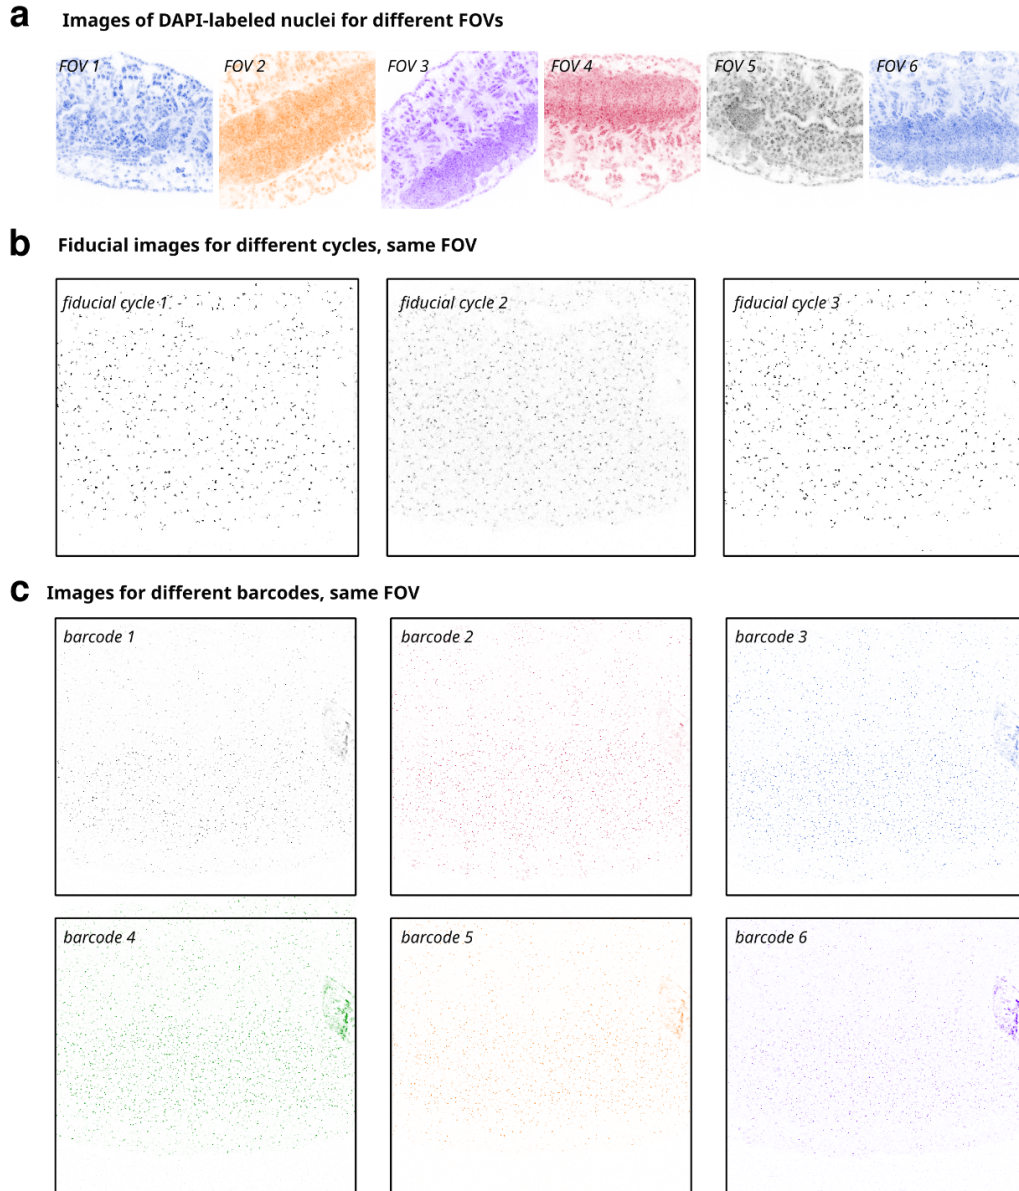 a Images of DAPI-labeled nuclei for different FOVs
FOV 1 FOV 2 FOV 3 FOV 4 FOV 5 FOV 6
b Fiducial images for different cycles, same FOV
fiducial cycle 1 fiducial cycle 2 fiducial cycle 3
c Images for different barcodes, same FOV
barcode 1 barcode 2 barcode 3
barcode 4 barcode 5 barcode 6